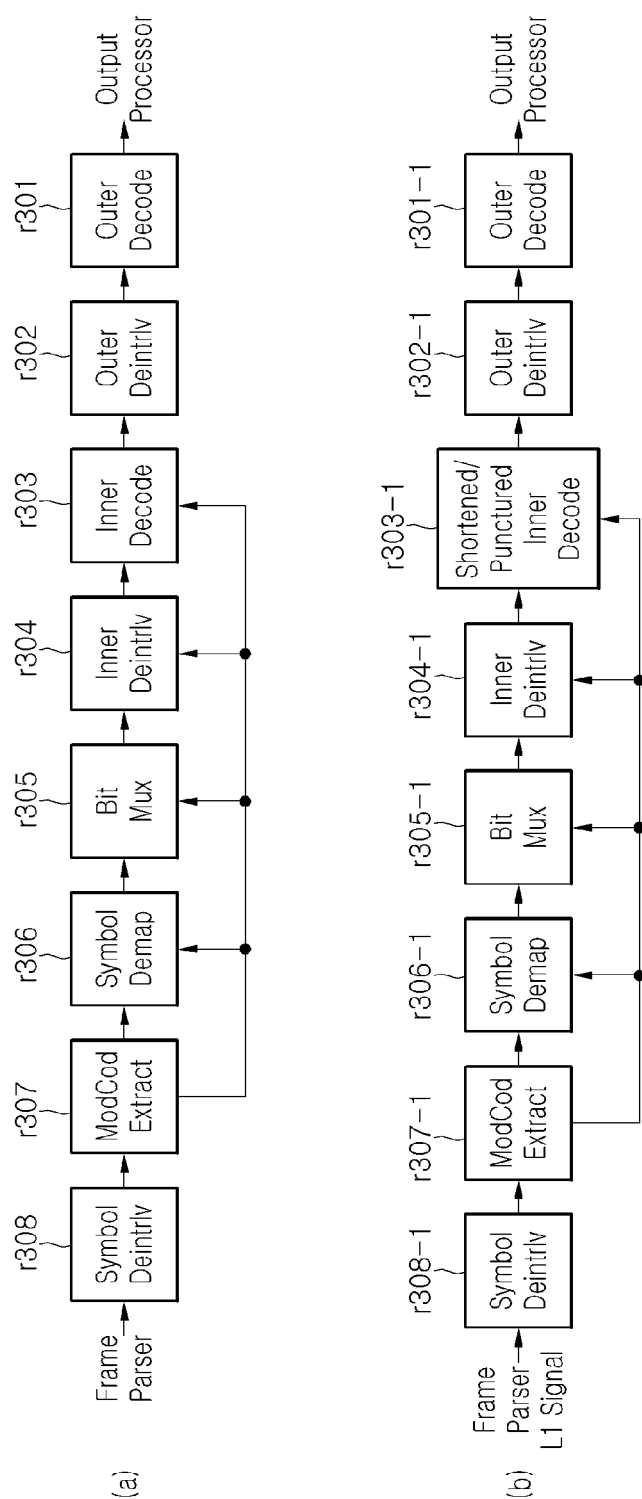 (a)
Frame
Parser
r308
Symbol
Deintrlv
r307
ModCod
Extract
r306
Symbol
Demap
r305
Bit
Mux
r304
Inner
Deintrlv
r303
Inner
Decode
r302
Outer
Deintrlv
r301
Outer
Decode
Output
Processor
(b)
Frame
Parser
L1 Signal
r308-1
Symbol
Deintrlv
r307-1
ModCod
Extract
r306-1
Symbol
Demap
r305-1
Bit
Mux
r304-1
Inner
Deintrlv
r303-1
Shortened/
Punctured
Inner
Decode
r302-1
Outer
Deintrlv
r301-1
Outer
Decode
Output
Processor